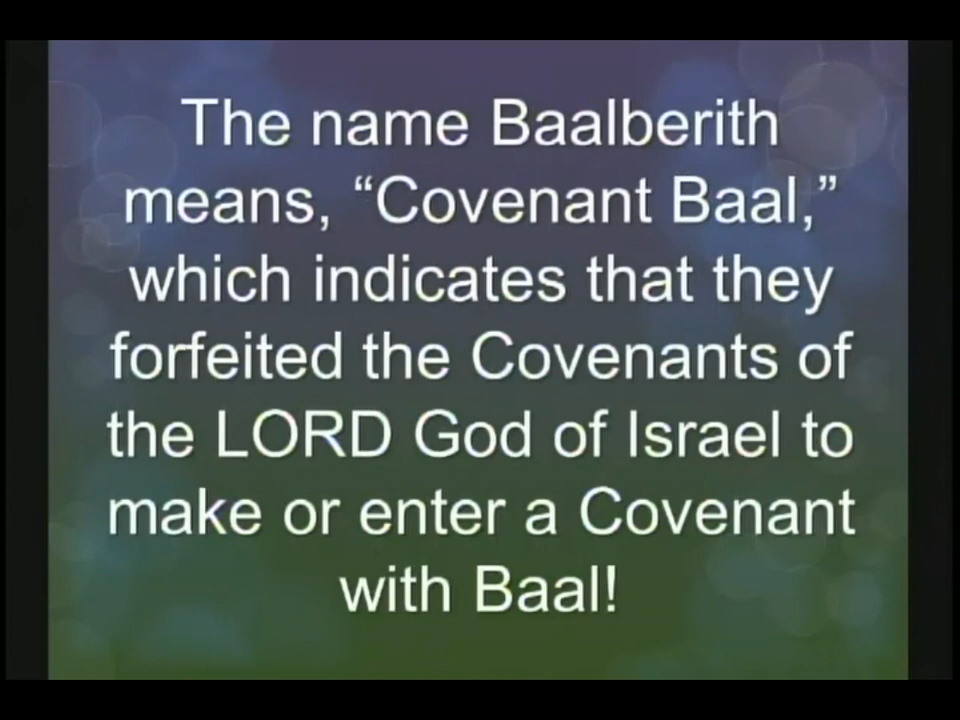 The name Baalberith
means, “Covenant Baal,”
which indicates that they
forfeited the Covenants of
the LORD God of Israel to
make or enter a Covenant
with Baal!